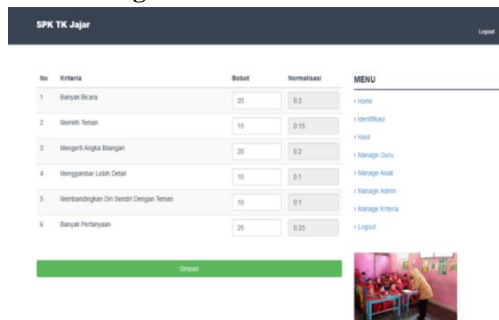 SPK TK Jajar
Logout
No Kriteria Bobot Normalisasi
1 Banyak Bicara 20 0.2
2 Memilih Teman 15 0.15
3 Mengerti Angka Bilangan 20 0.2
4 Menggambar Lebih Detail 10 0.1
5 Membandingkan Diri Sendiri Dengan Teman 10 0.1
6 Banyak Pertanyaan 25 0.25
Simpan
MENU
› Home
› Identifikasi
› Hasil
› Manage Guru
› Manage Anak
› Manage Admin
› Manage Kriteria
› Logout